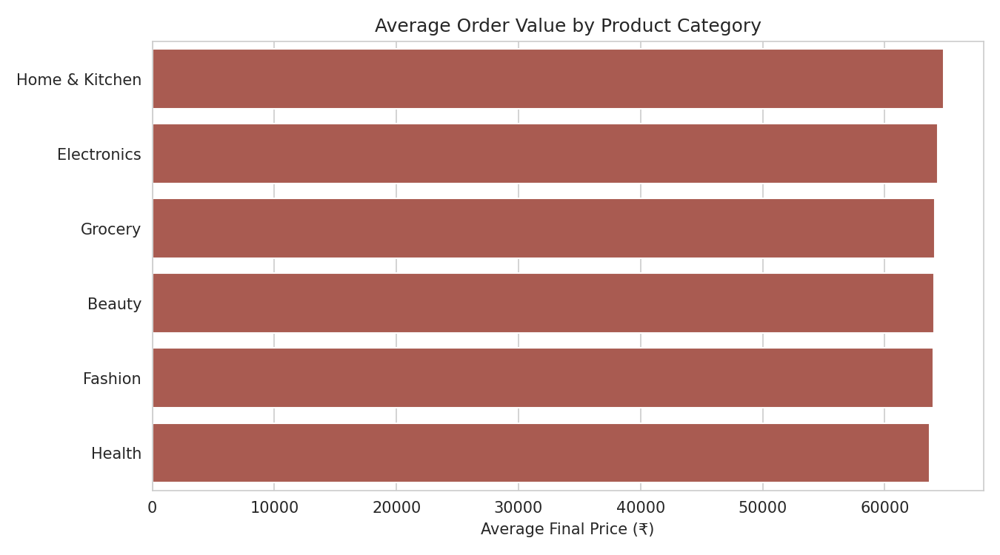 Average Order Value by Product Category
Home & Kitchen
Electronics
Grocery
Beauty
Fashion
Health
0 10000 20000 30000 40000 50000 60000
Average Final Price (₹)